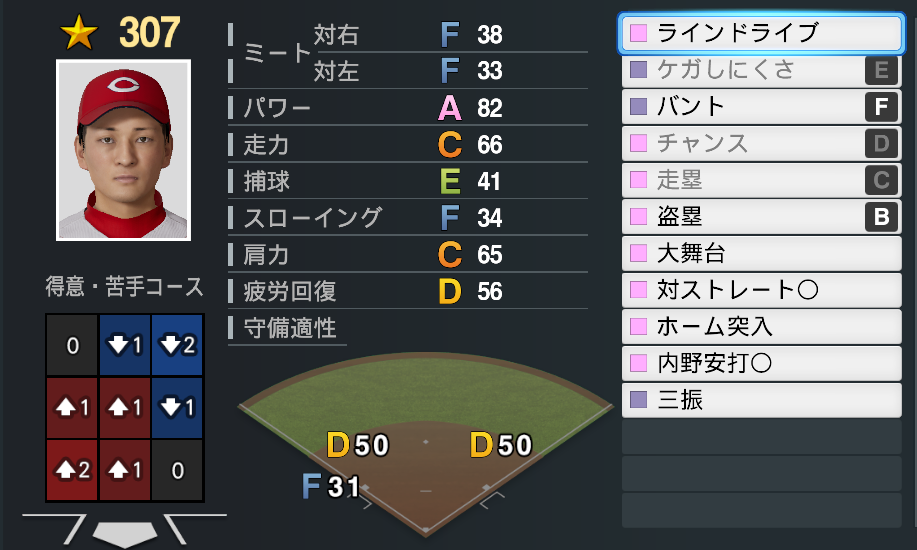 307
ミート 対右 F 38
対左 F 33
パワー A 82
走力 C 66
捕球 E 41
スローイング F 34
肩力 C 65
疲労回復 D 56
守備適性
得意・苦手コース
0 1 2
1 1 1
2 1 0
D50 D50
F31
ラインドライブ
ケガしにくさ E
バント F
チャンス D
走塁 C
盗塁 B
大舞台
対ストレート〇
ホーム突入
内野安打〇
三振
C